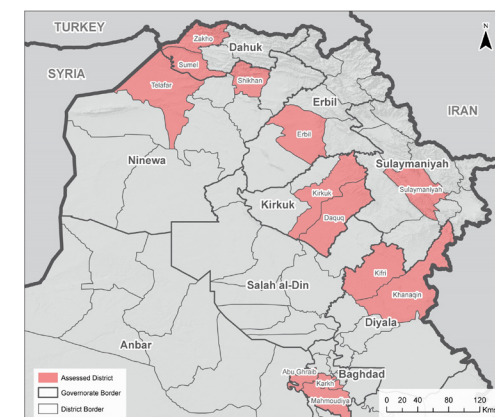 TURKEY
N
Zakho
Dahuk
Sumel
SYRIA
Shikhan
Telafar
Erbil
IRAN
Erbil
Ninewa
Sulaymaniyah
Kirkuk
Sulaymaniyah
Kirkuk
Daquq
Kifri
Salah al-Din
Khanaqin
Diyala
Anbar
Abu Ghraib
Baghdad
Karkh
Mahmoudiya
Assessed District
Governorate Border
District Border
0 20 40 80 120
Kms